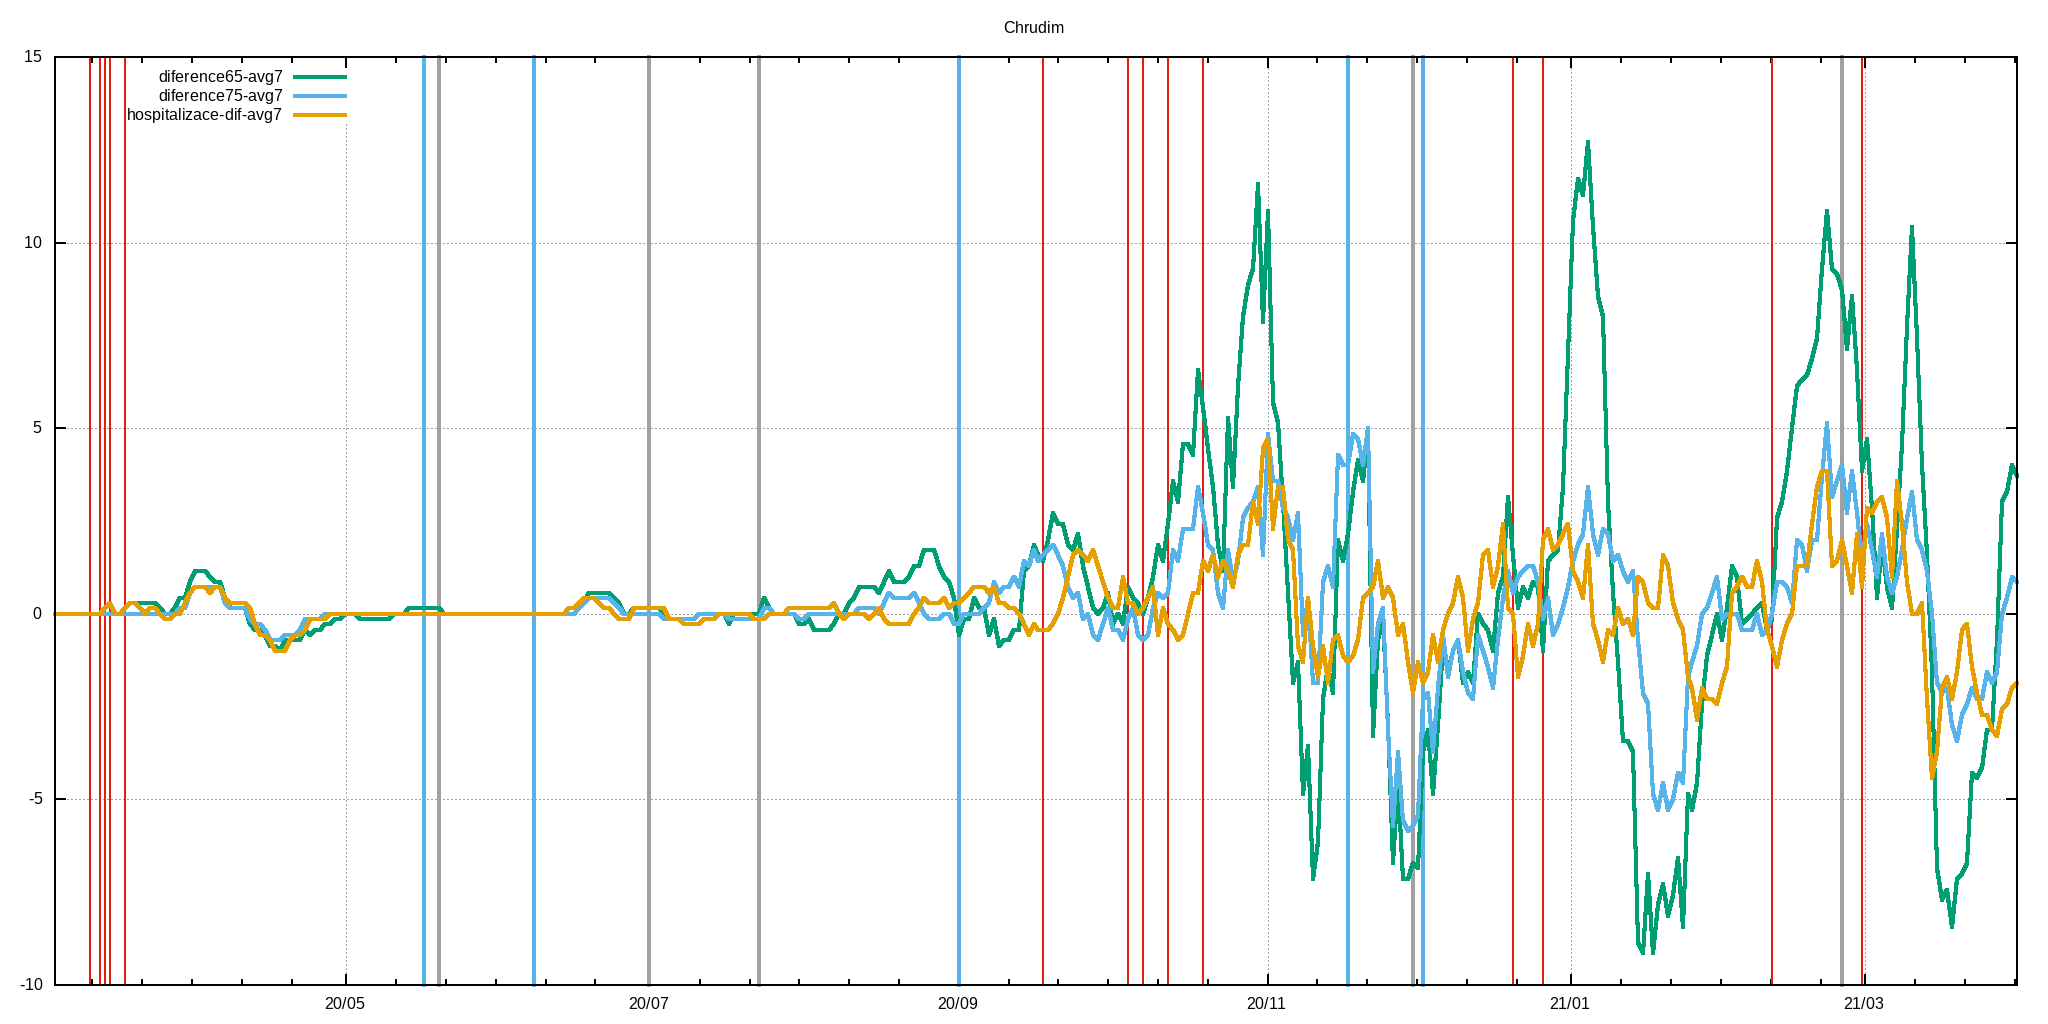 Chrudim
15
diference65-avg7
diference75-avg7
hospitalizace-dif-avg7
10
5
0
-5
-10
20/05 20/07 20/09 20/11 21/01 21/03